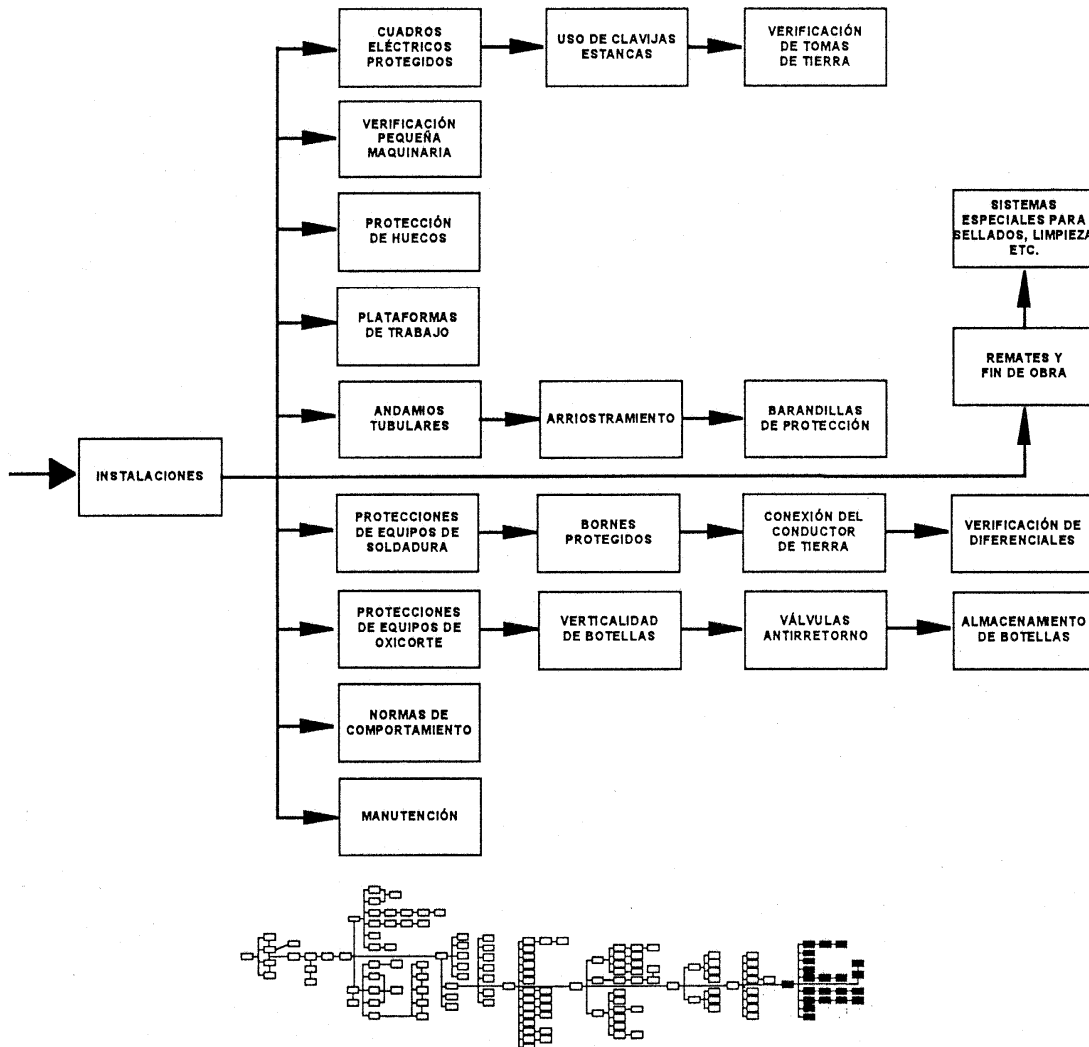 CUADROS
ELÉCTRICOS
PROTEGIDOS
USO DE CLAVIJAS
ESTANCAS
VERIFICACIÓN
DE TOMAS
DE TIERRA
VERIFICACIÓN
PEQUEÑA
MAQUINARIA
PROTECCIÓN
DE HUECOS
SISTEMAS
ESPECIALES PARA
SELLADOS, LIMPIEZA
ETC.
PLATAFORMAS
DE TRABAJO
REMATES Y
FIN DE OBRA
ANDAMIOS
TUBULARES
ARRIOSTRAMIENTO
BARANDILLAS
DE PROTECCIÓN
INSTALACIONES
PROTECCIONES
DE EQUIPOS DE
SOLDADURA
BORNES
PROTEGIDOS
CONEXIÓN DEL
CONDUCTOR
DE TIERRA
VERIFICACIÓN DE
DIFERENCIALES
PROTECCIONES
DE EQUIPOS DE
OXICORTE
VERTICALIDAD
DE BOTELLAS
VÁLVULAS
ANTIRRETORNO
ALMACENAMIENTO
DE BOTELLAS
NORMAS DE
COMPORTAMIENTO
MANUTENCIÓN